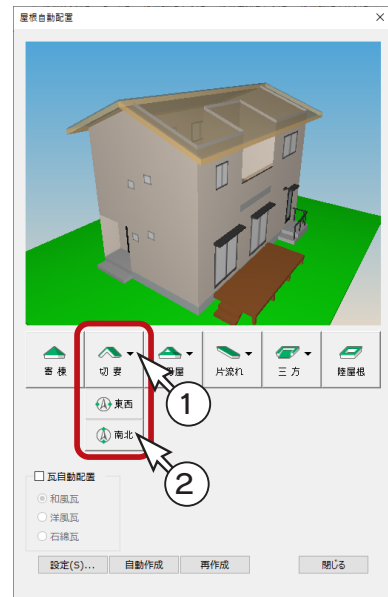 屋根自動配置
寄棟 切妻 屋 片流れ 三方 陸屋根
1
東西
南北
2
瓦自動配置
和風瓦
洋風瓦
石綿瓦
設定(S)... 自動作成 再作成 閉じる